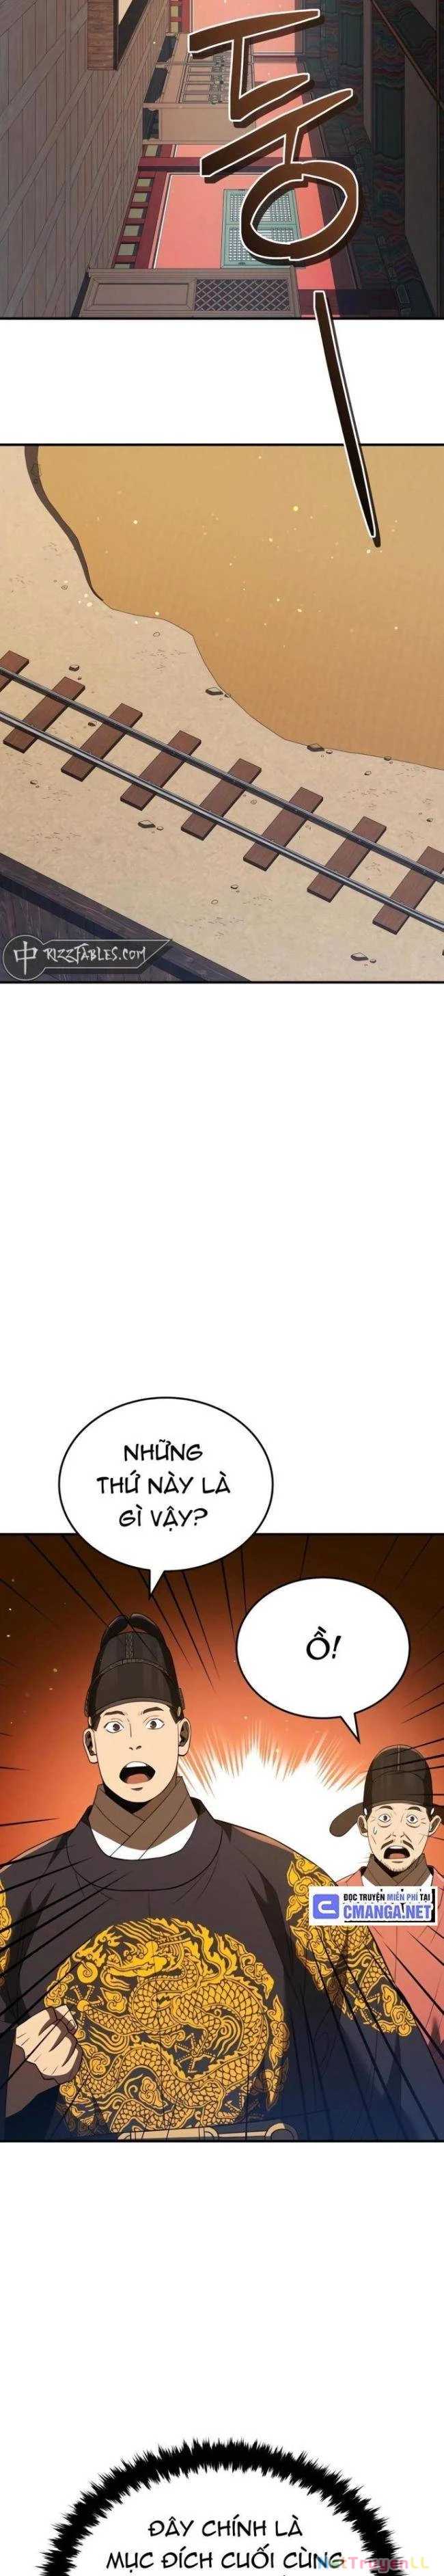 둥
中 RIZZFABLES.COM
NHỮNG
THỨ NÀY LÀ
GÌ VẬY?
Ồ!
ĐỌC TRUYỆN MIỄN PHÍ TẠI
CMANGA.NET
ĐÂY CHÍNH LÀ
MỤC ĐÍCH CUỐI CÙNG
NetTruyenLL